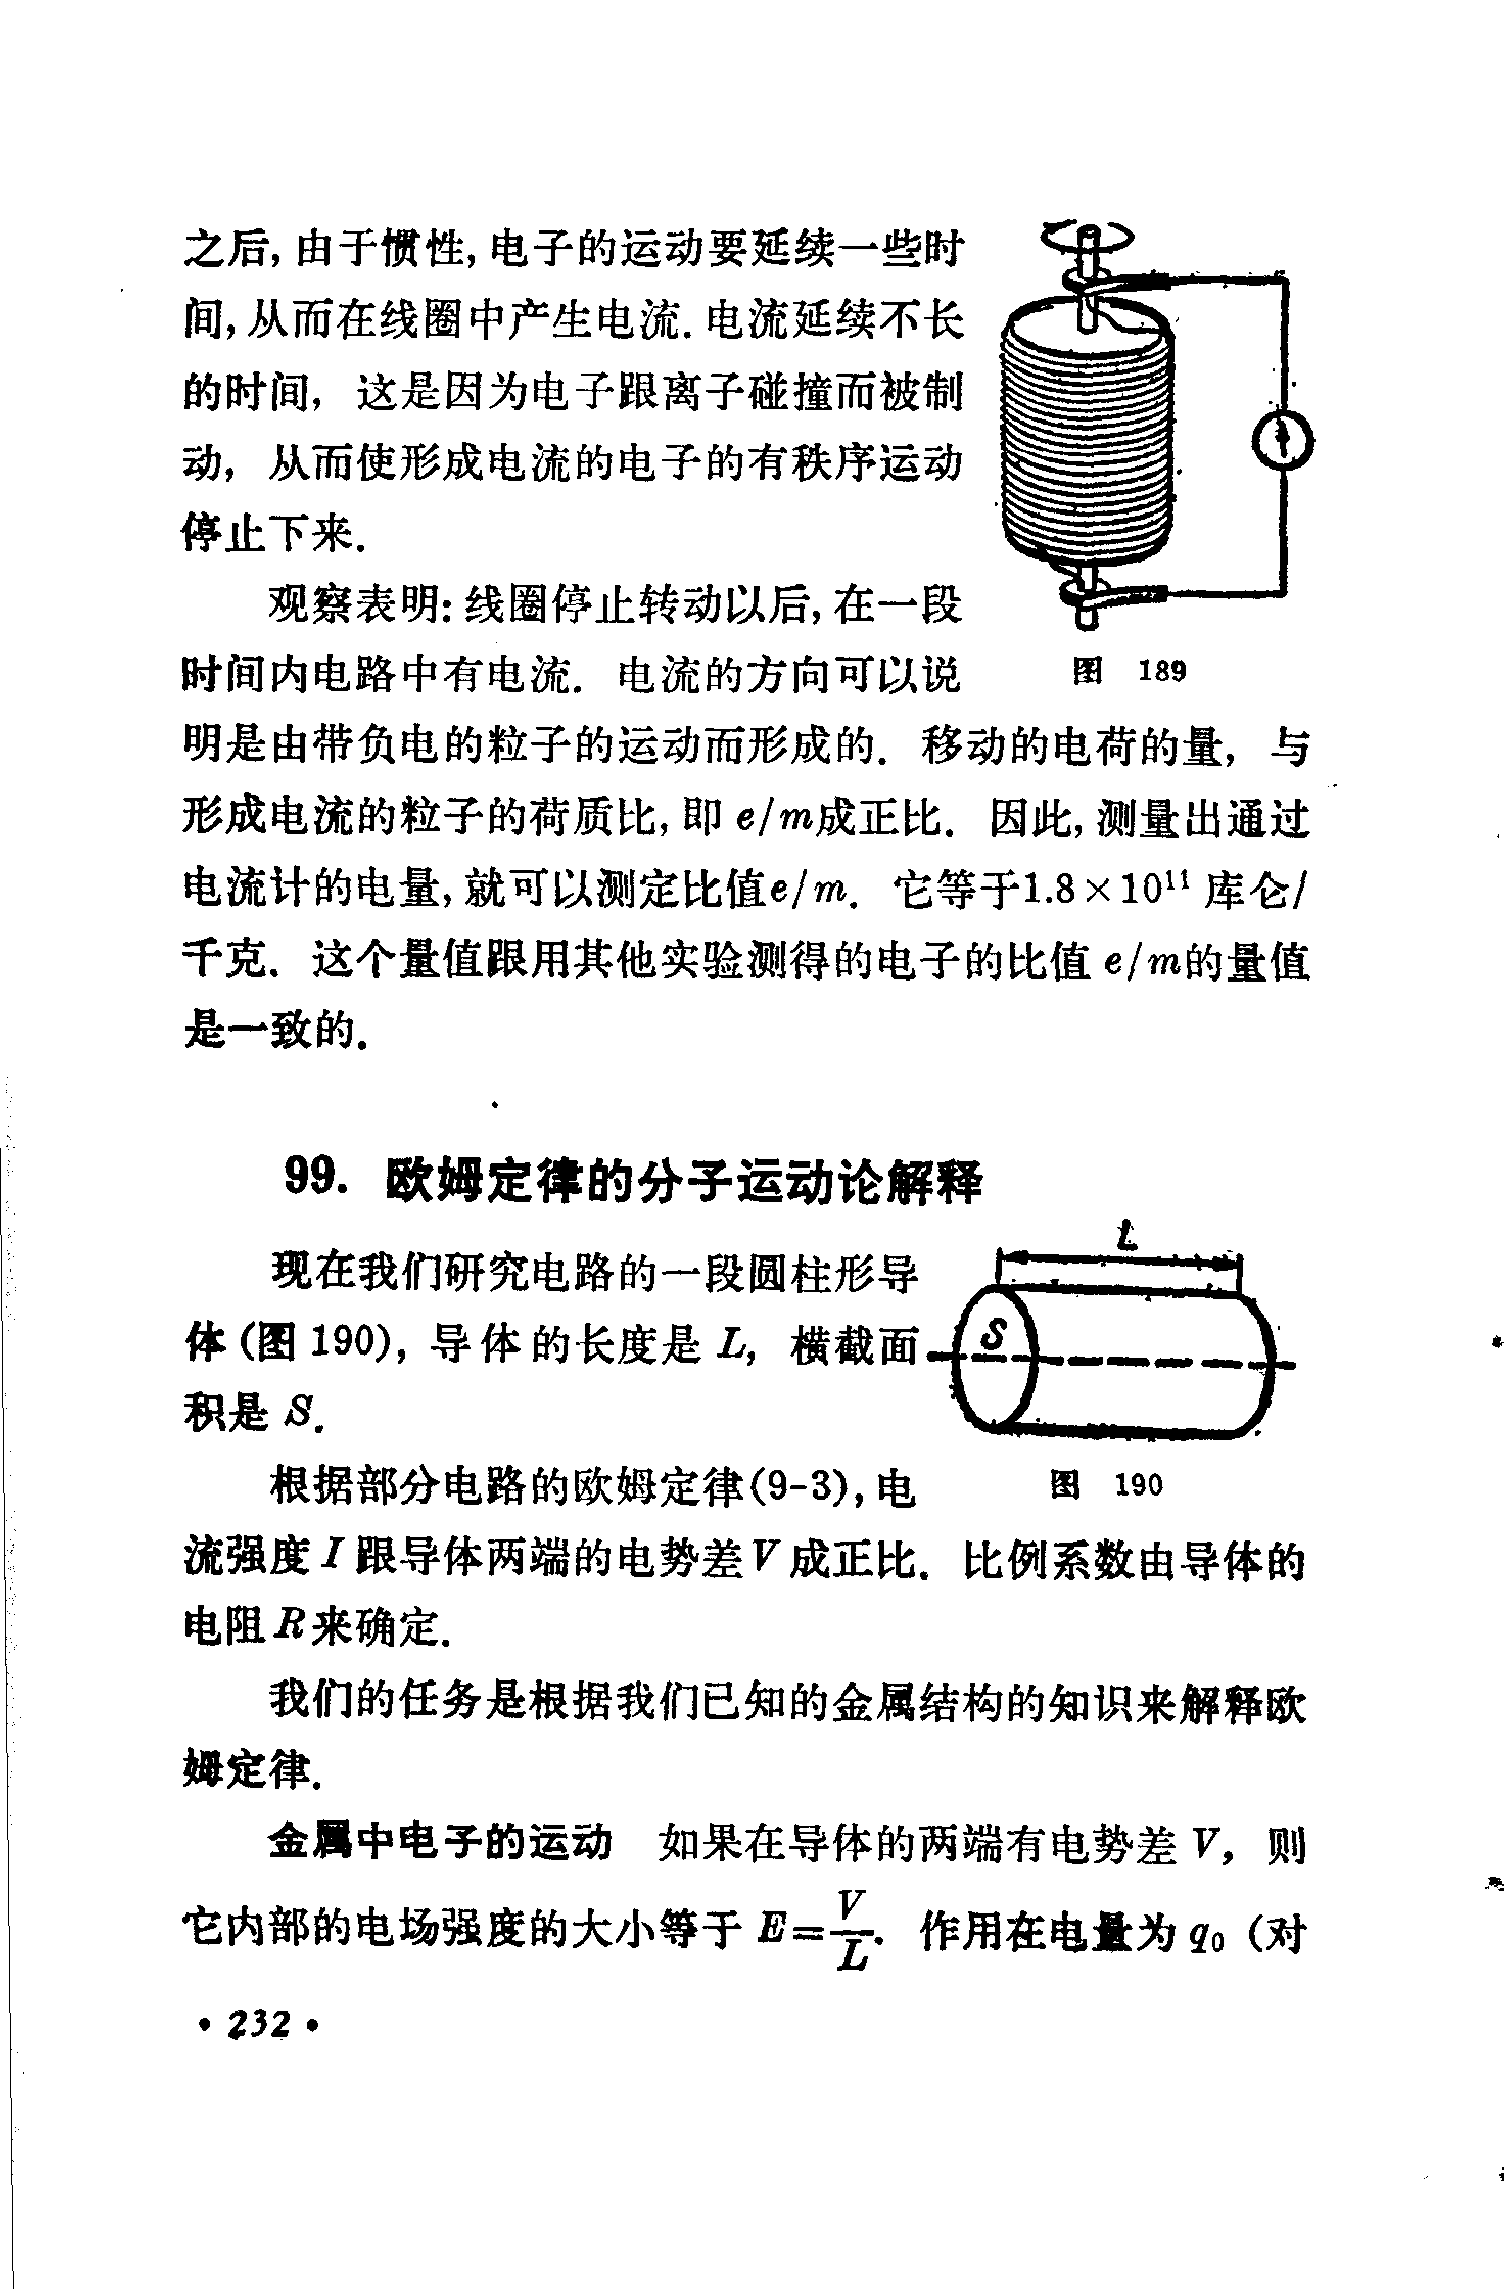 之后, 由于惯性, 电子的运动要延续一些时
间, 从而在线圈中产生电流. 电流延续不长
的时间, 这是因为电子跟离子碰撞而被制
动, 从而使形成电流的电子的有秩序运动
停止下来.
观察表明: 线圈停止转动以后, 在一段
时间内电路中有电流. 电流的方向可以说
图 189
明是由带负电的粒子的运动而形成的. 移动的电荷的量, 与
形成电流的粒子的荷质比, 即 e/m成正比. 因此, 测量出通过
电流计的电量, 就可以测定比值e/m. 它等于1.8×10¹¹ 库仑/
千克. 这个量值跟用其他实验测得的电子的比值 e/m的量值
是一致的.
99. 欧姆定律的分子运动论解释
现在我们研究电路的一段圆柱形导
体 (图 190), 导体的长度是 L, 横截面
积是 S.
L
S
图 190
根据部分电路的欧姆定律(9-3), 电
流强度 I 跟导体两端的电势差 V 成正比. 比例系数由导体的
电阻 R 来确定.
我们的任务是根据我们已知的金属结构的知识来解释欧
姆定律.
金属中电子的运动 如果在导体的两端有电势差 V, 则
它内部的电场强度的大小等于 E=V/L. 作用在电量为 q₀ (对
·232·